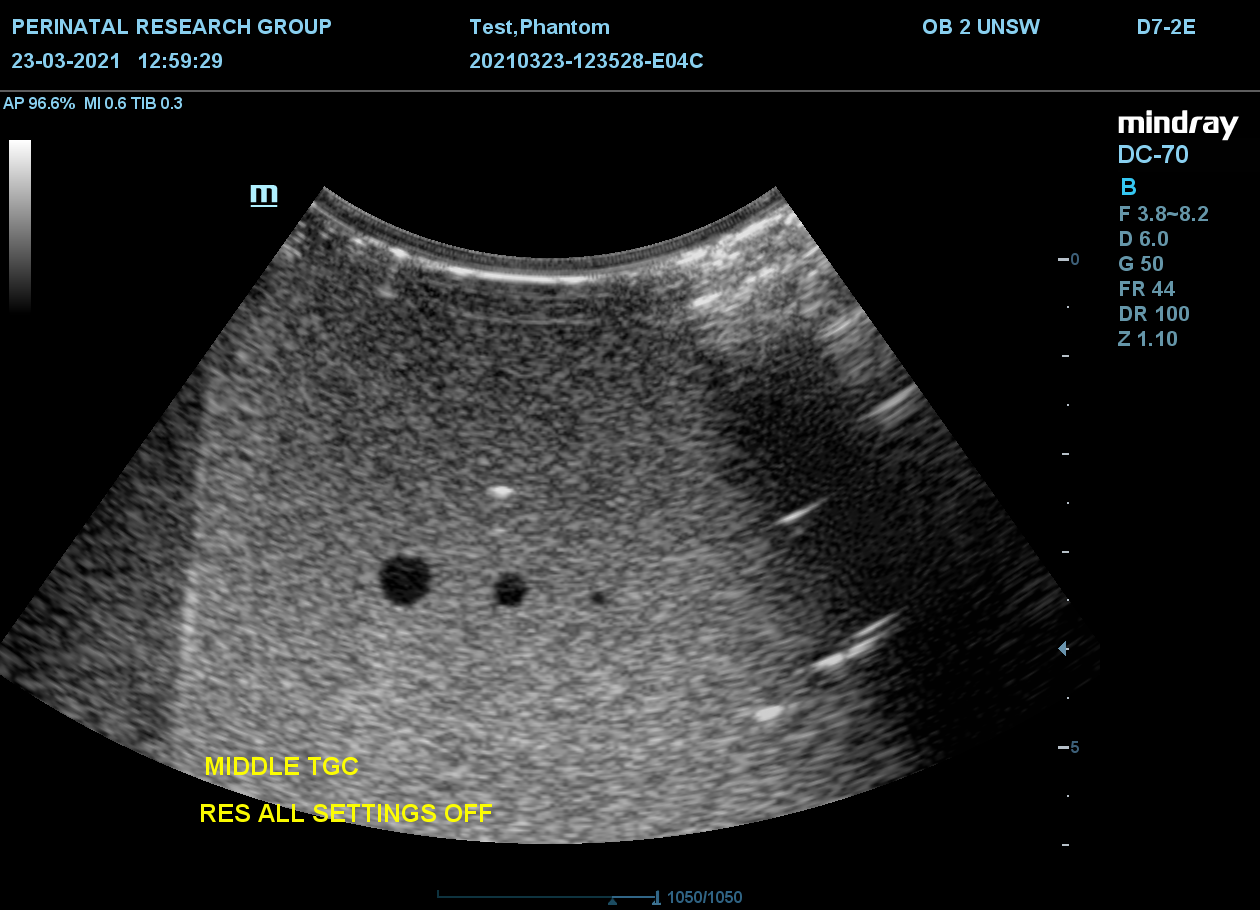 PERINATAL RESEARCH GROUP Test,Phantom OB 2 UNSW D7-2E
23-03-2021 12:59:29 20210323-123528-E04C
AP 96.6% MI 0.6 TIB 0.3
mindray
DC-70
m
B
F 3.8~8.2
D 6.0
G 50
FR 44
DR 100
Z 1.10
0
5
MIDDLE TGC
RES ALL SETTINGS OFF
1050/1050